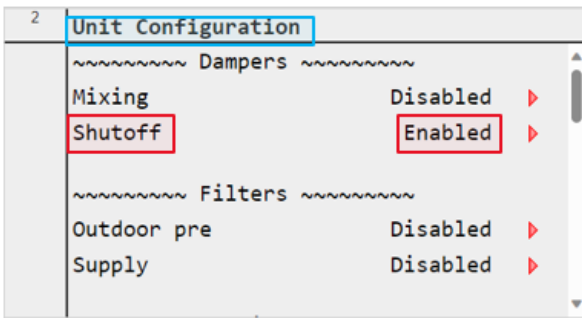 2
Unit Configuration
~~~~~~~~~ Dampers ~~~~~~~~~
Mixing Disabled
Shutoff Enabled
~~~~~~~~~ Filters ~~~~~~~~~
Outdoor pre Disabled
Supply Disabled